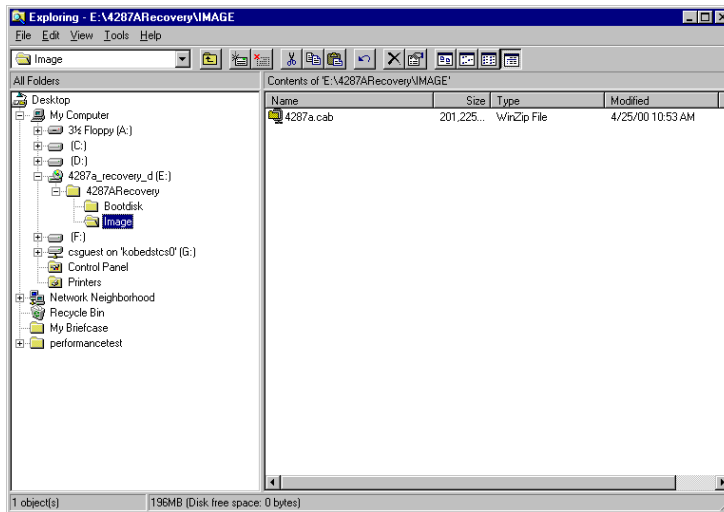 Exploring - E:\4287ARecovery\IMAGE
File Edit View Tools Help
Image
All Folders
Contents of 'E:\4287ARecovery\IMAGE'
Desktop
My Computer
3½ Floppy (A:)
(C:)
(D:)
4287a_recovery_d (E:)
4287ARecovery
Bootdisk
Image
(F:)
csguest on 'kobedstcs0' (G:)
Control Panel
Printers
Network Neighborhood
Recycle Bin
My Briefcase
performancetest
Name Size Type Modified
4287a.cab 201,225... WinZip File 4/25/00 10:53 AM
1 object(s) 196MB (Disk free space: 0 bytes)